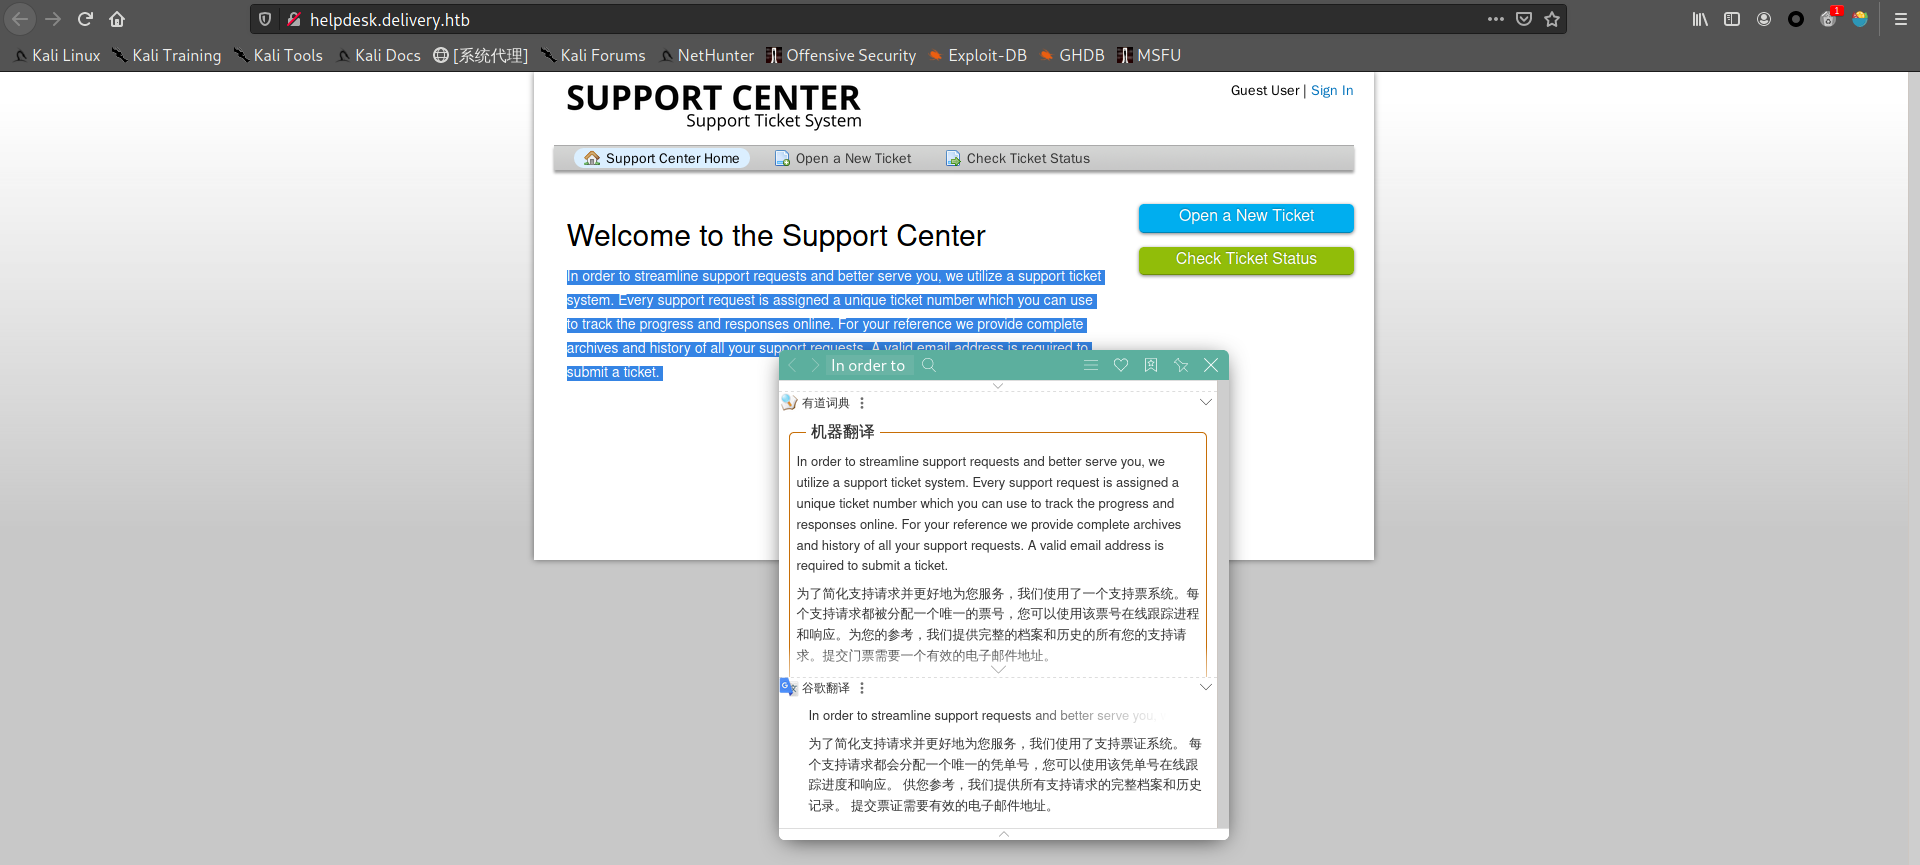 helpdesk.delivery.htb
1
Kali Linux Kali Training Kali Tools Kali Docs [系统代理] Kali Forums NetHunter Offensive Security Exploit-DB GHDB MSFU
SUPPORT CENTER
Support Ticket System
Guest User | Sign In
Support Center Home Open a New Ticket Check Ticket Status
Welcome to the Support Center
In order to streamline support requests and better serve you, we utilize a support ticket
system. Every support request is assigned a unique ticket number which you can use
to track the progress and responses online. For your reference we provide complete
archives and history of all your support requests. A valid email address is required to
submit a ticket.
Open a New Ticket
Check Ticket Status
In order to
有道词典
机器翻译
In order to streamline support requests and better serve you, we
utilize a support ticket system. Every support request is assigned a
unique ticket number which you can use to track the progress and
responses online. For your reference we provide complete archives
and history of all your support requests. A valid email address is
required to submit a ticket.
为了简化支持请求并更好地为您服务，我们使用了一个支持票系统。每
个支持请求都被分配一个唯一的票号，您可以使用该票号在线跟踪进程
和响应。为您的参考，我们提供完整的档案和历史的所有您的支持请
求。提交门票需要一个有效的电子邮件地址。
谷歌翻译
In order to streamline support requests and better serve you,
为了简化支持请求并更好地为您服务，我们使用了支持票证系统。 每
个支持请求都会分配一个唯一的凭单号，您可以使用该凭单号在线跟
踪进度和响应。 供您参考，我们提供所有支持请求的完整档案和历史
记录。 提交票证需要有效的电子邮件地址。